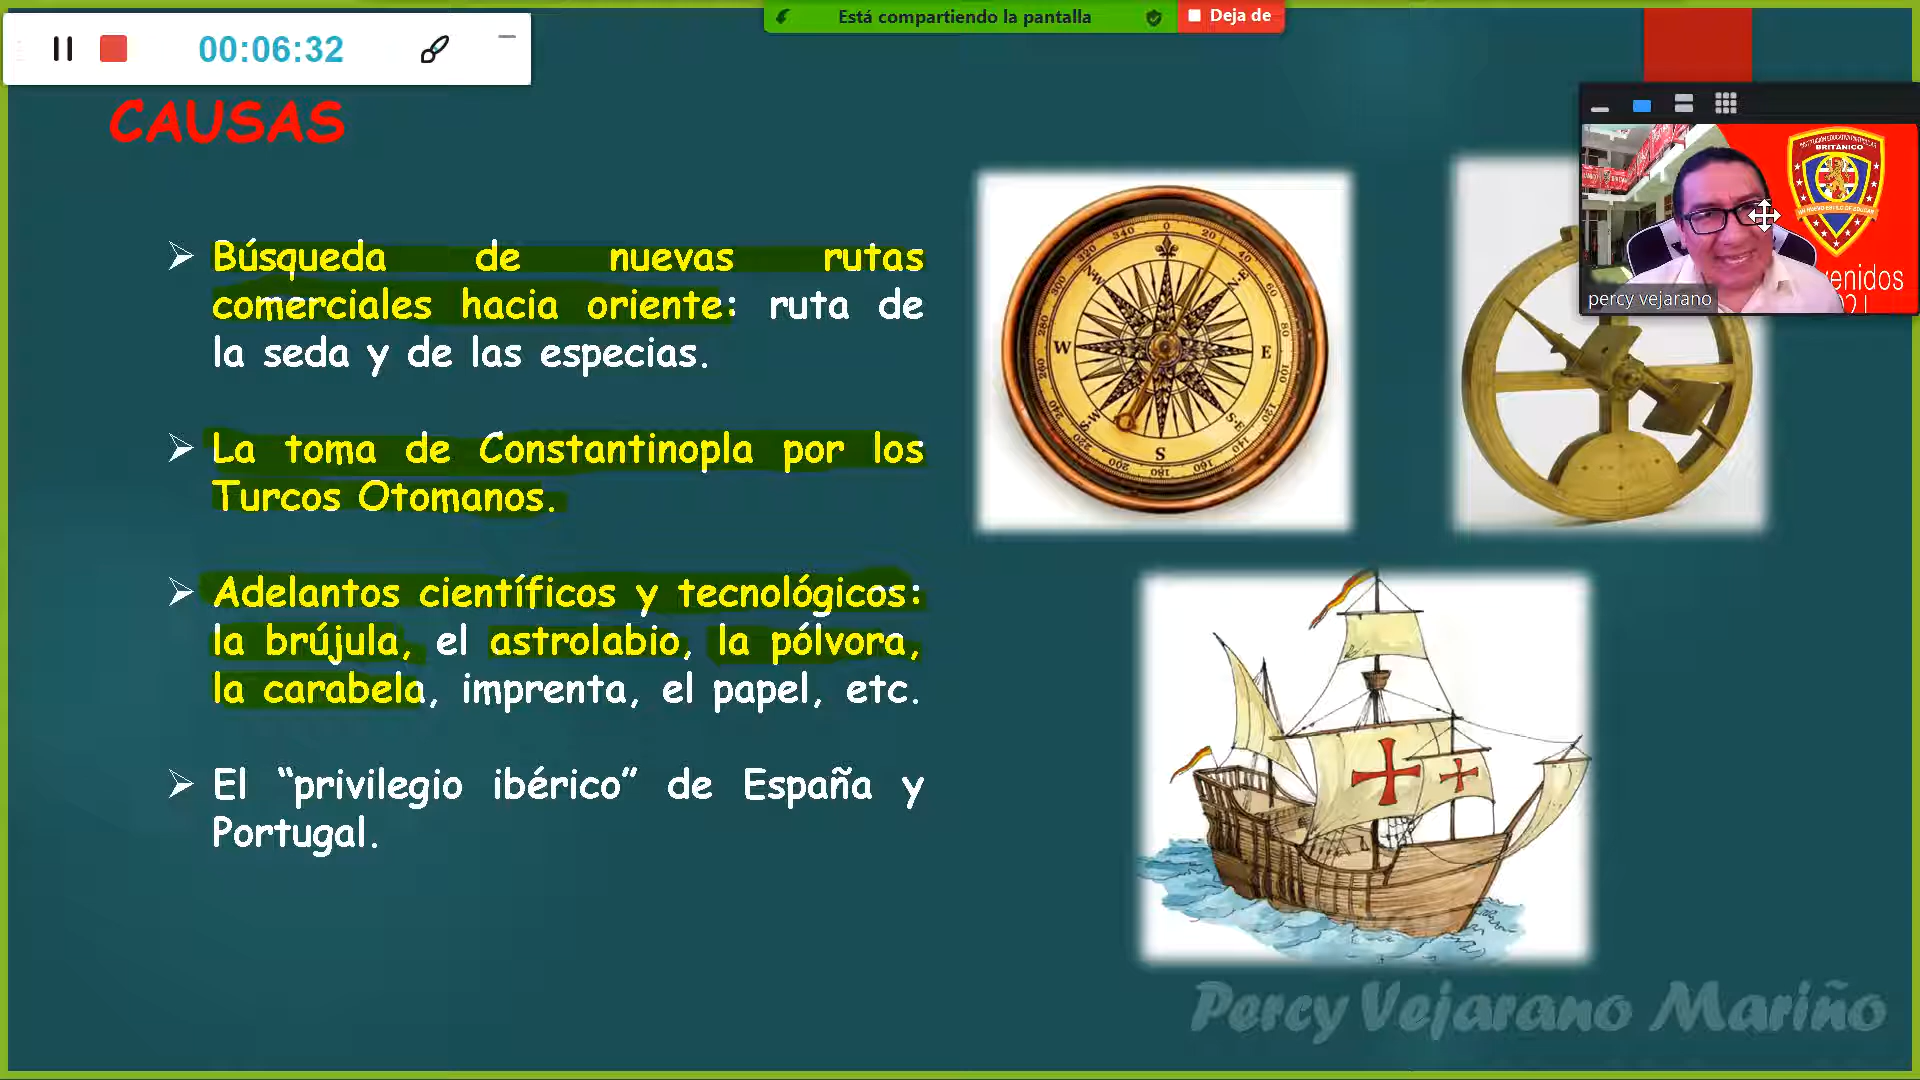 Está compartiendo la pantalla
Deja de
00:06:32
CAUSAS
BRITÁNICO
venidos
percy vejarano
Búsqueda de nuevas rutas
comerciales hacia oriente: ruta de
la seda y de las especias.
La toma de Constantinopla por los
Turcos Otomanos.
Adelantos científicos y tecnológicos:
la brújula, el astrolabio, la pólvora,
la carabela, imprenta, el papel, etc.
El “privilegio ibérico” de España y
Portugal.
W
E
S
Percy Vejarano Mariño